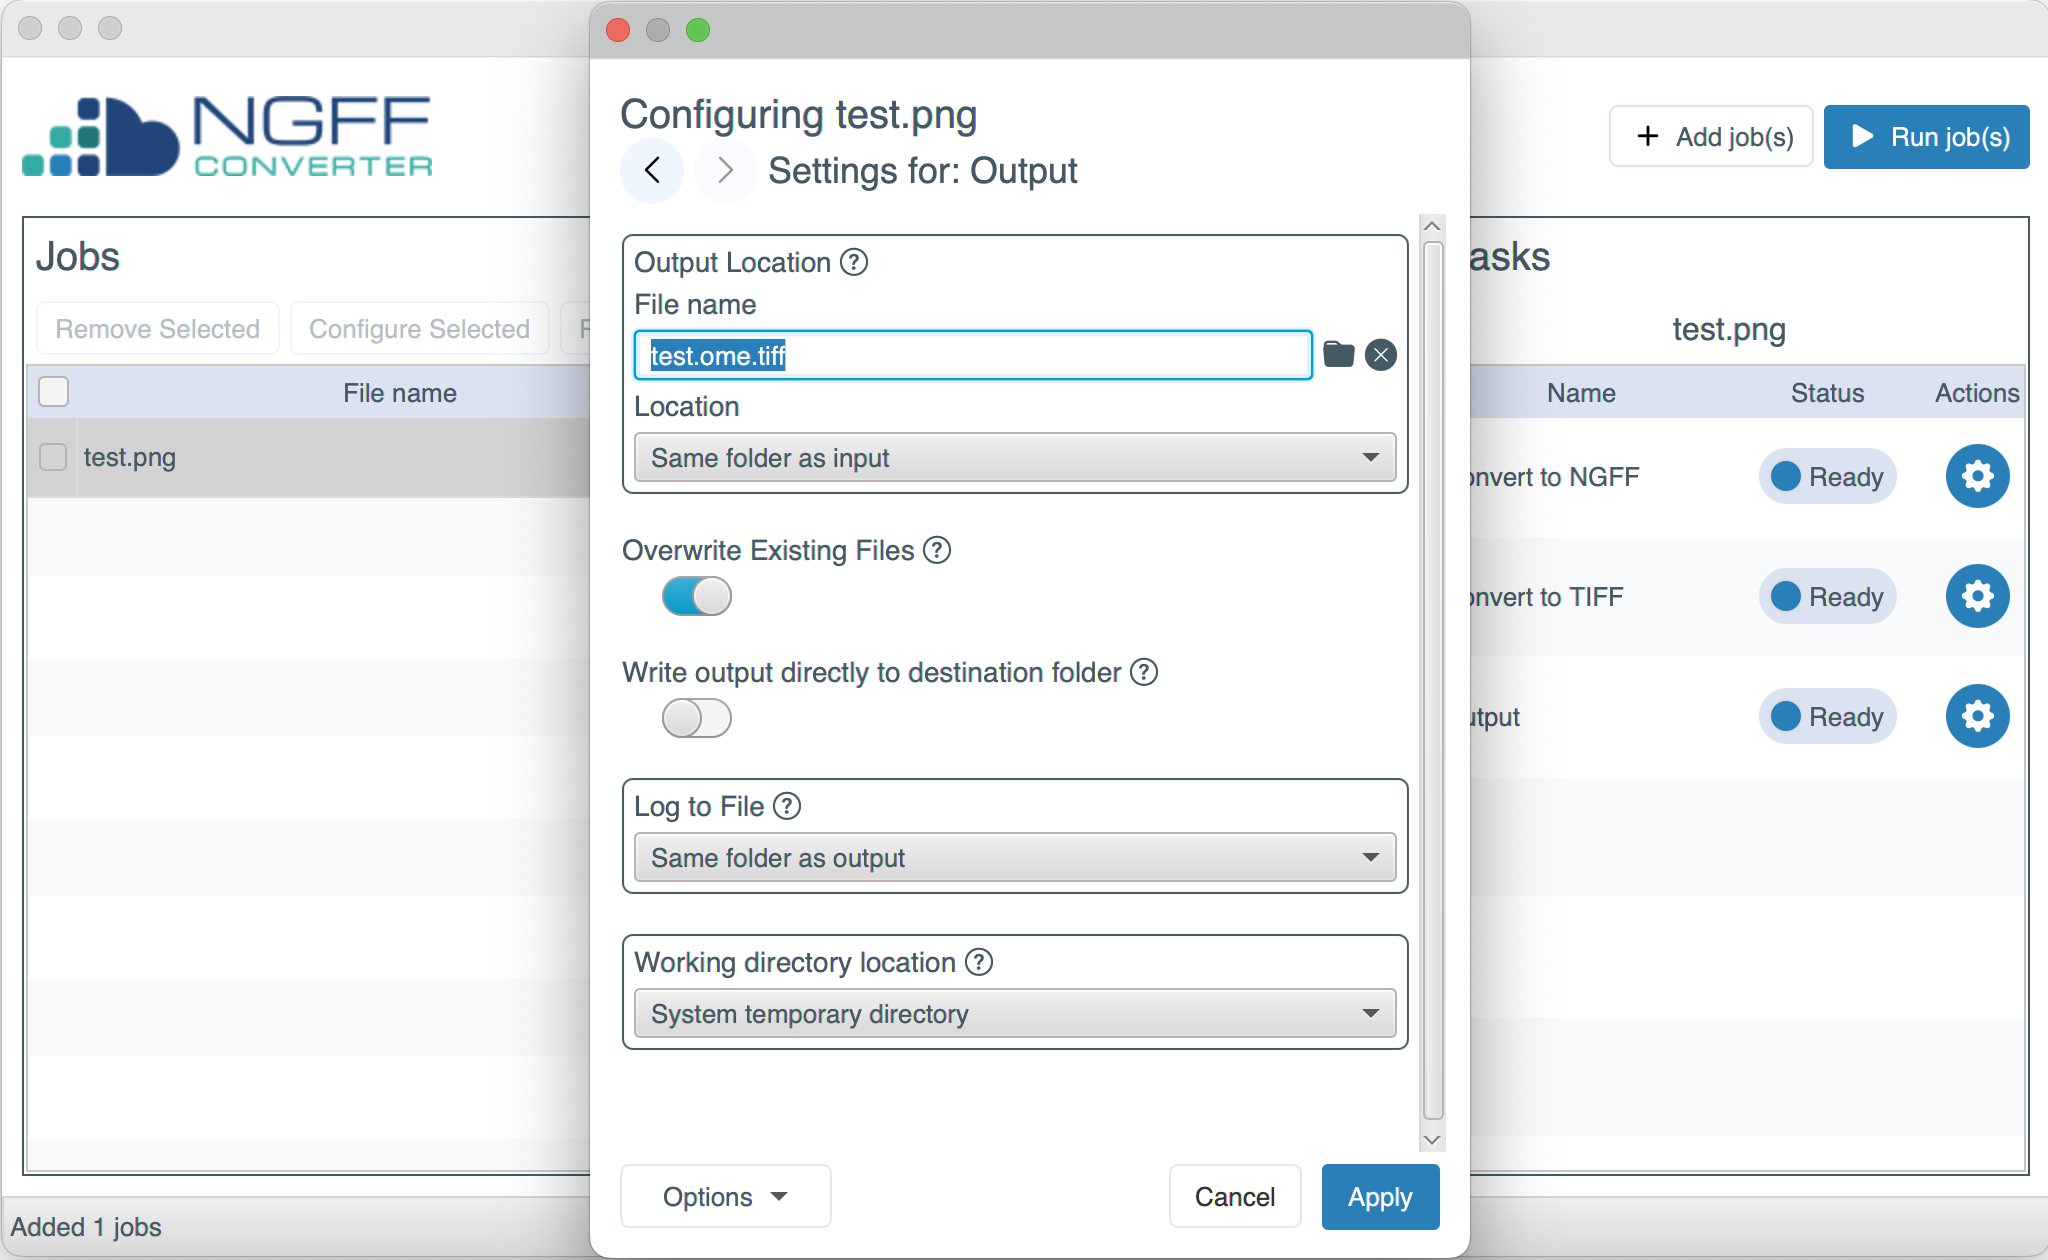 NGFF
CONVERTER
Add job(s)
Run job(s)
Jobs
Remove Selected
Configure Selected
File name
test.png
Added 1 jobs
Configuring test.png
Settings for: Output
Output Location
File name
test.ome.tiff
Location
Same folder as input
Overwrite Existing Files
Write output directly to destination folder
Log to File
Same folder as output
Working directory location
System temporary directory
Options
Cancel
Apply
asks
test.png
Name Status Actions
onvert to NGFF Ready
onvert to TIFF Ready
utput Ready